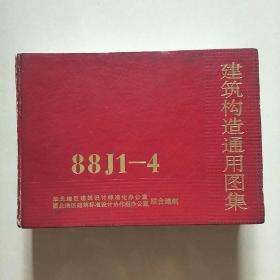 建筑构造通用图集
88J1—4
华北地区建筑设计标准化办公室
西北地区建筑标准设计协作组办公室
联合编制